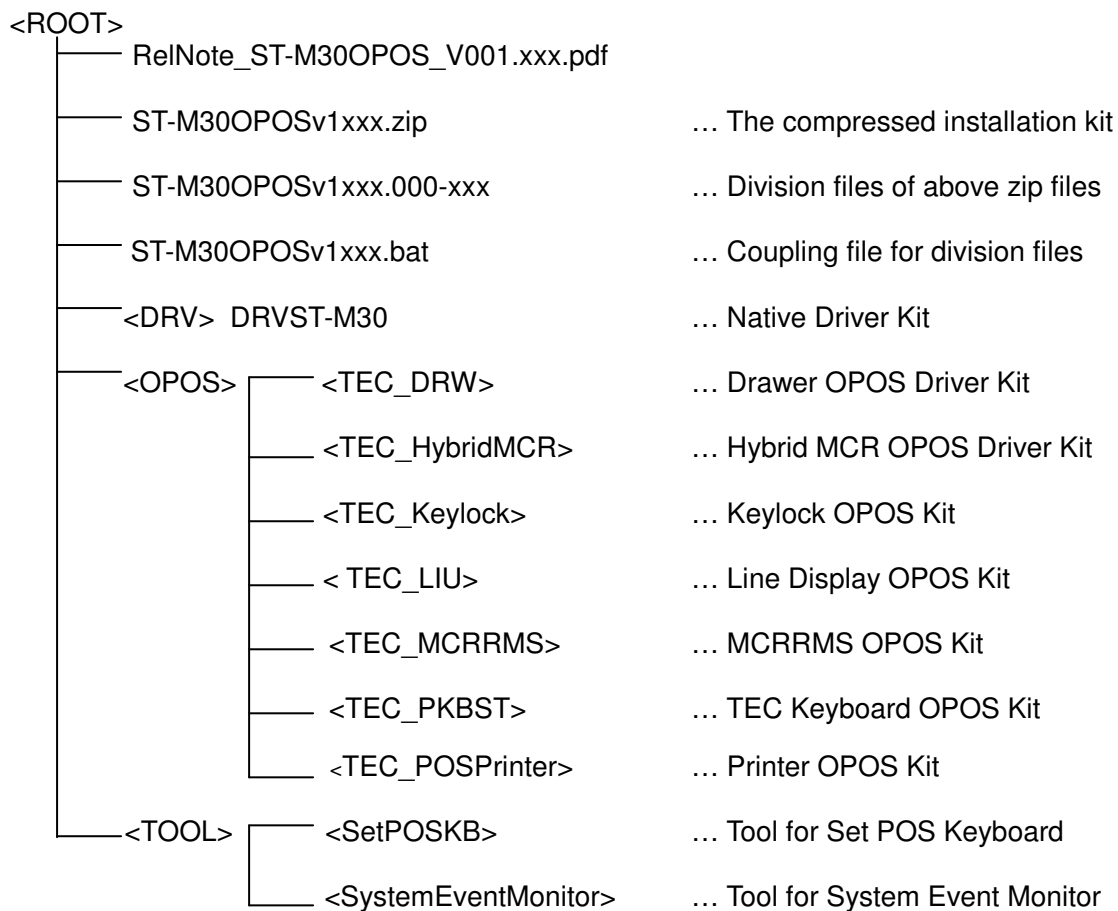 <ROOT>
RelNote_ST-M30OPOS_V001.xxx.pdf
ST-M30OPOSv1xxx.zip … The compressed installation kit
ST-M30OPOSv1xxx.000-xxx … Division files of above zip files
ST-M30OPOSv1xxx.bat … Coupling file for division files
<DRV> DRVST-M30 … Native Driver Kit
<OPOS> <TEC_DRW> … Drawer OPOS Driver Kit
<TEC_HybridMCR> … Hybrid MCR OPOS Driver Kit
<TEC_Keylock> … Keylock OPOS Kit
< TEC_LIU> … Line Display OPOS Kit
<TEC_MCRRMS> … MCRRMS OPOS Kit
<TEC_PKBST> … TEC Keyboard OPOS Kit
<TEC_POSPrinter> … Printer OPOS Kit
<TOOL> <SetPOSKB> … Tool for Set POS Keyboard
<SystemEventMonitor> … Tool for System Event Monitor